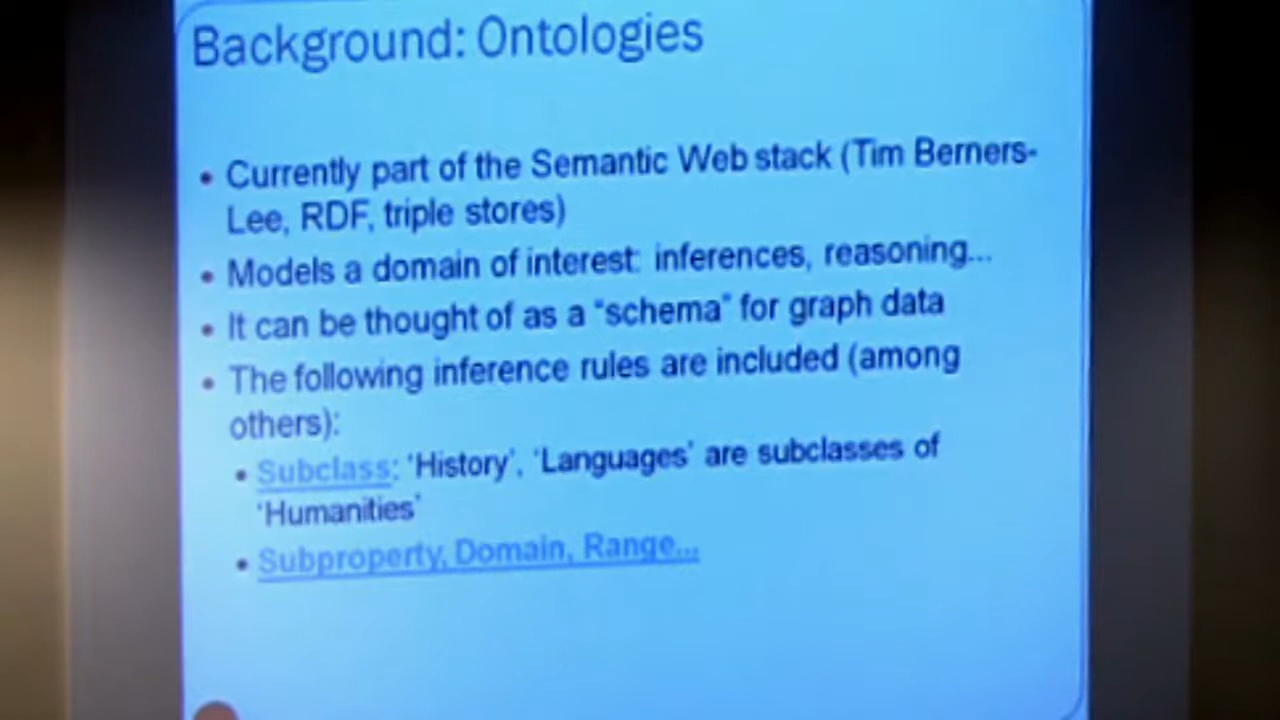 Background: Ontologies
• Currently part of the Semantic Web stack (Tim Berners-
Lee, RDF, triple stores)
• Models a domain of interest: inferences, reasoning...
• It can be thought of as a "schema" for graph data
• The following inference rules are included (among
others):
• Subclass: 'History', 'Languages' are subclasses of
'Humanities'
• Subproperty, Domain, Range...